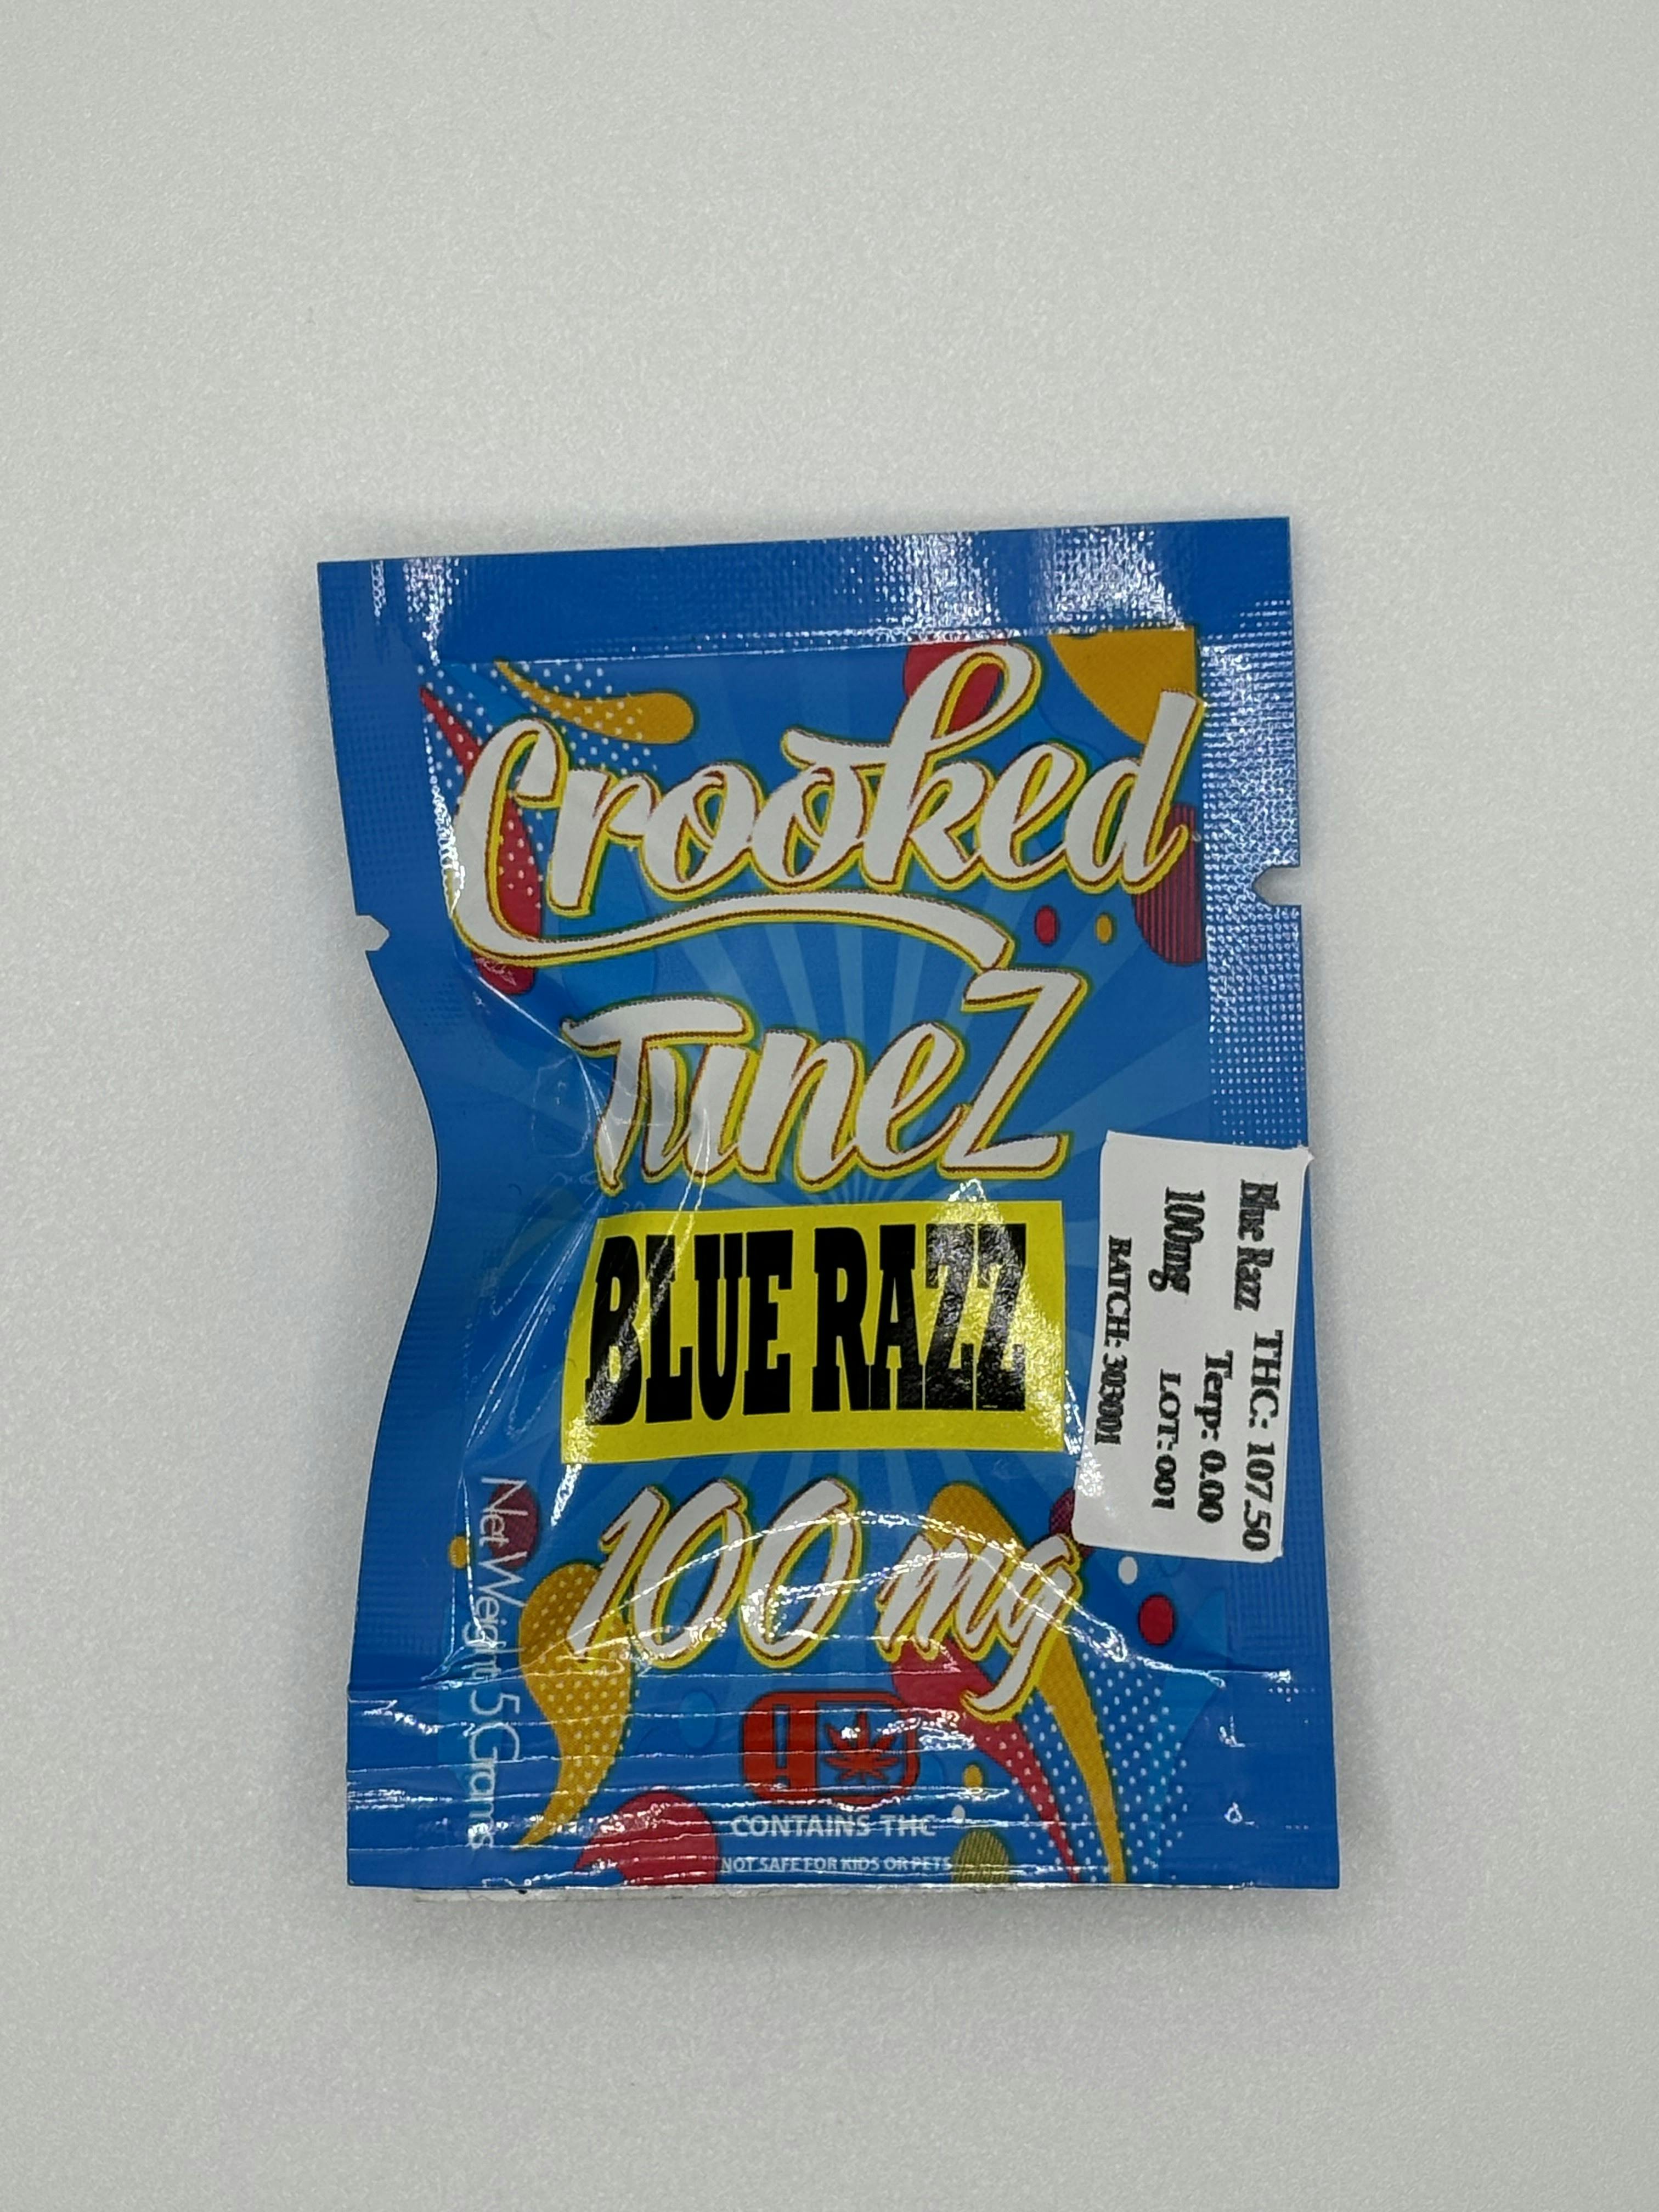 Crooked
TuneZ
BLUE RAZZ
100 mg
Net Weight 5 Grams
CONTAINS THC
NOT SAFE FOR KIDS OR PETS
Blue Razz THC: 107.50
Terp: 0.00
100mg LOT: 001
BATCH: 303001